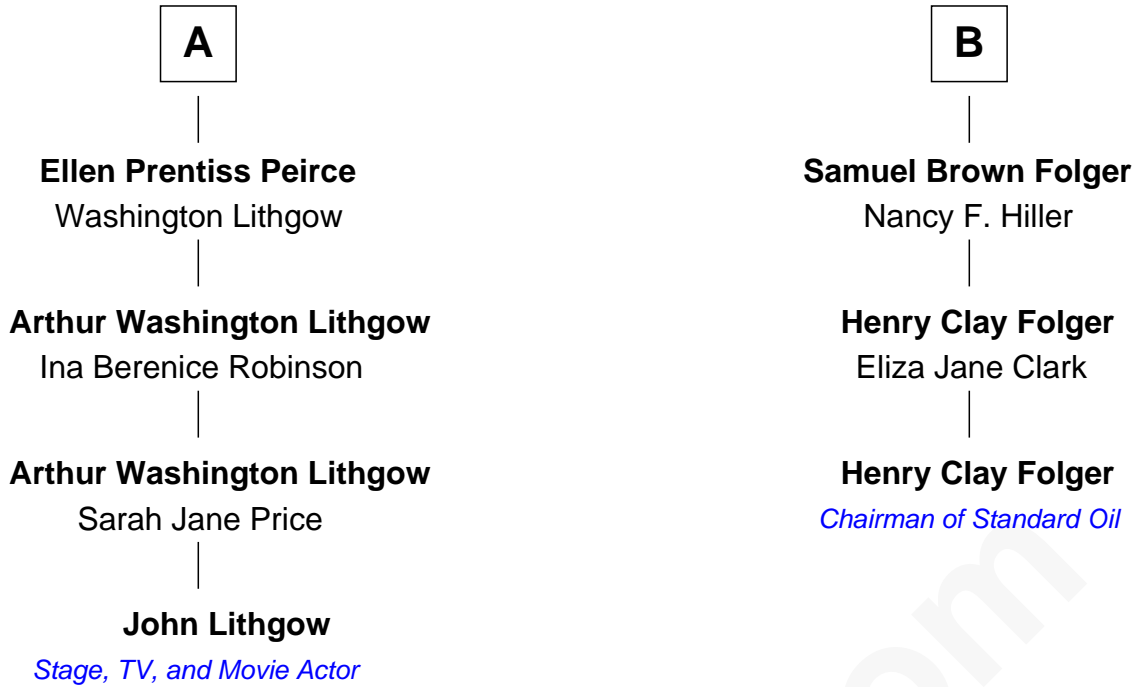 A
Ellen Prentiss Peirce
Washington Lithgow
Arthur Washington Lithgow
Ina Berenice Robinson
Arthur Washington Lithgow
Sarah Jane Price
John Lithgow
Stage, TV, and Movie Actor
B
Samuel Brown Folger
Nancy F. Hiller
Henry Clay Folger
Eliza Jane Clark
Henry Clay Folger
Chairman of Standard Oil
om